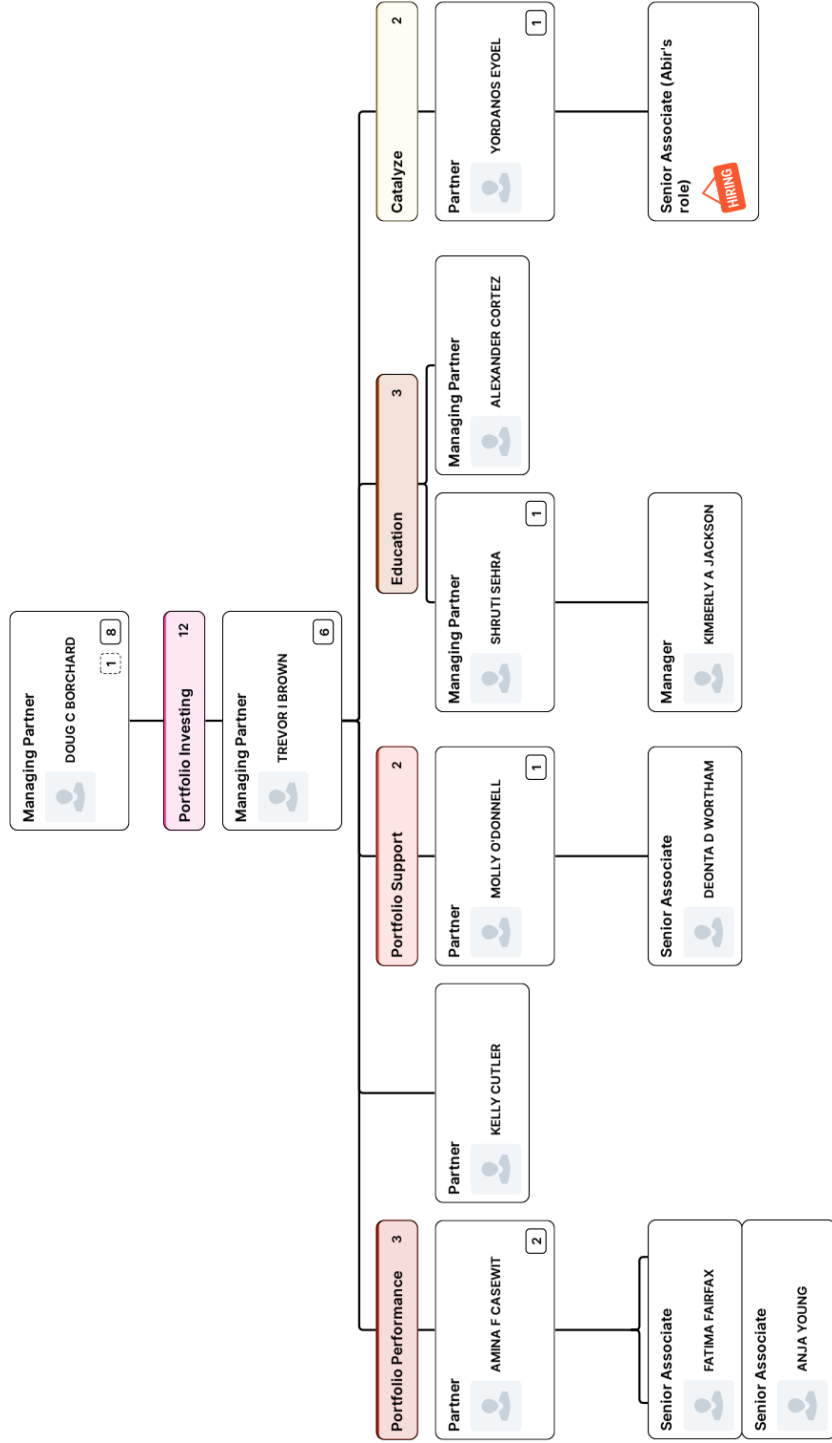 Managing Partner
DOUG C BORCHARD
1
8
Portfolio Investing
12
Managing Partner
TREVOR I BROWN
6
Portfolio Performance
3
Partner
AMINA F CASEWIT
2
Senior Associate
FATIMA FAIRFAX
Senior Associate
ANJA YOUNG
Partner
KELLY CUTLER
Portfolio Support
2
Partner
MOLLY O'DONNELL
1
Senior Associate
DEONTA D WORTHAM
Education
3
Managing Partner
SHRUTI SEHRA
1
Manager
KIMBERLY A JACKSON
Managing Partner
ALEXANDER CORTEZ
Catalyze
2
Partner
YORDANOS EYOEL
1
Senior Associate (Abir's
role)
HIRING